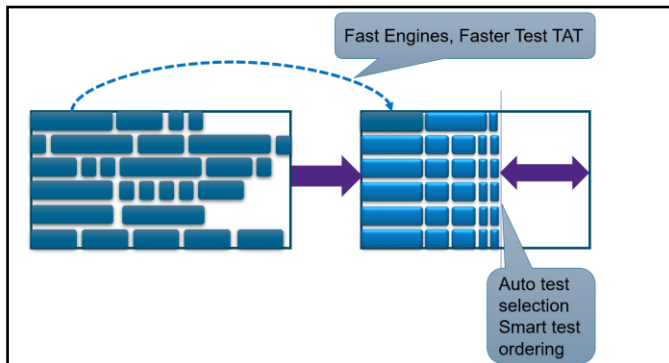 Fast Engines, Faster Test TAT
Auto test
selection
Smart test
ordering